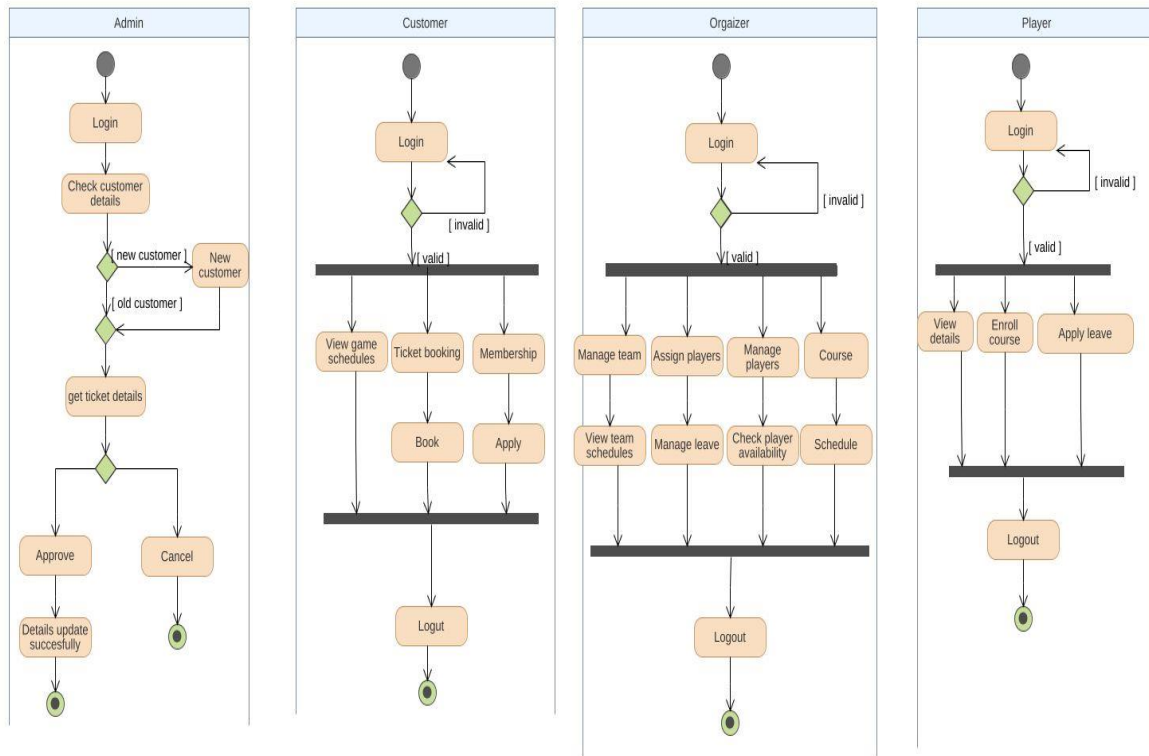 Admin
Login
Check customer
details
[ new customer ]
New
customer
[ old customer ]
get ticket details
Approve
Cancel
Details update
succesfully
Customer
Login
[ invalid ]
[ valid ]
View game
schedules
Ticket booking
Membership
Book
Apply
Logut
Orgaizer
Login
[ invalid ]
[ valid ]
Manage team
Assign players
Manage
players
Course
View team
schedules
Manage leave
Check player
availability
Schedule
Logout
Player
Login
[ invalid ]
[ valid ]
View
details
Enroll
course
Apply leave
Logout